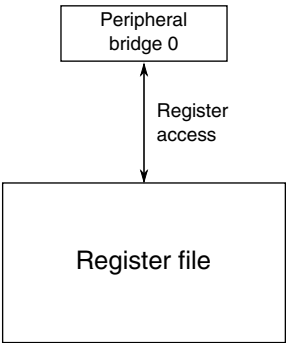 Peripheral
bridge 0
Register
access
Register file